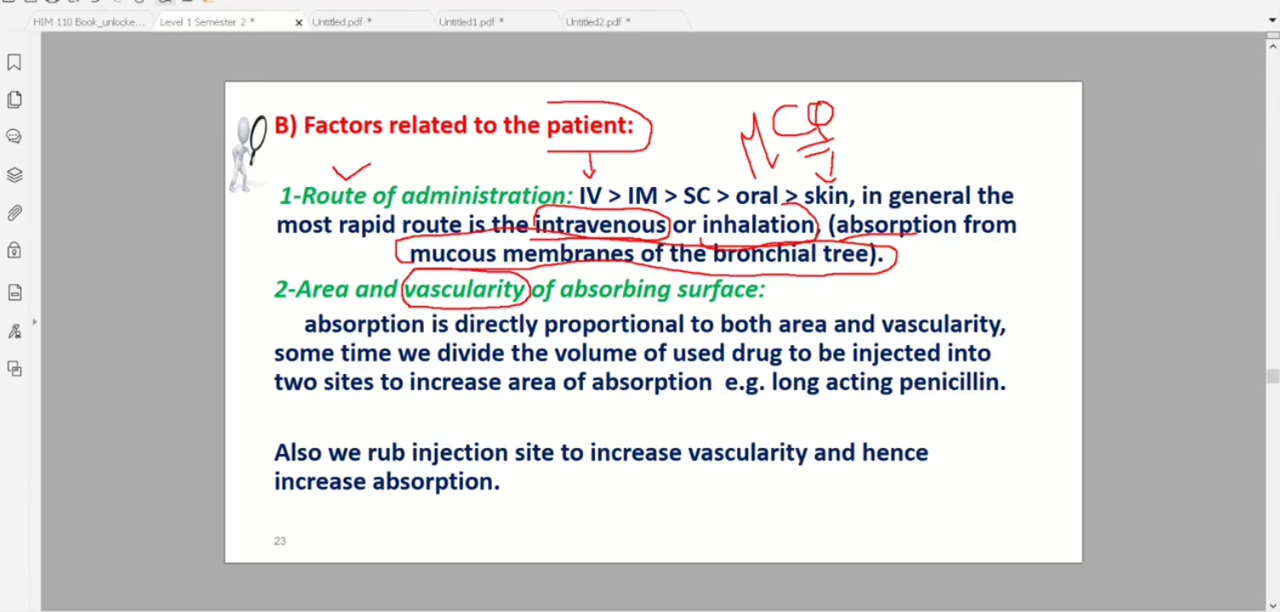 HIM 110 Book_unlocke... Level 1 Semester 2 * Untitled.pdf * Untitled1.pdf * Untitled2.pdf *
B) Factors related to the patient:
MCQ
1-Route of administration: IV > IM > SC > oral > skin, in general the
most rapid route is the intravenous or inhalation, (absorption from
mucous membranes of the bronchial tree).
2-Area and vascularity of absorbing surface:
absorption is directly proportional to both area and vascularity,
some time we divide the volume of used drug to be injected into
two sites to increase area of absorption e.g. long acting penicillin.
Also we rub injection site to increase vascularity and hence
increase absorption.
23